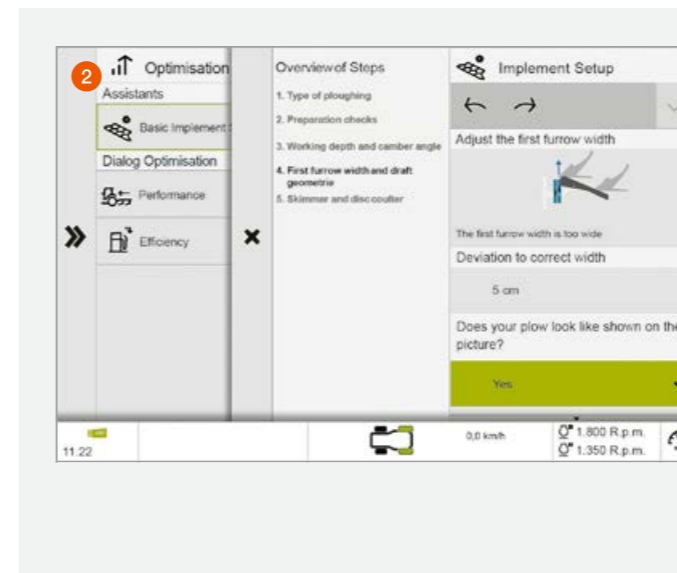 2
Optimisation
Assistants
Basic Implement
Dialog Optimisation
Performance
Efficiency
Overview of Steps
1. Type of ploughing
2. Preparation checks
3. Working depth and camber angle
4. First furrow width and draft
geometrie
5. Skimmer and disc coulter
Implement Setup
Adjust the first furrow width
The first furrow width is too wide
Deviation to correct width
5 cm
Does your plow look like shown on the
picture?
Yes
11.22
0,0 km/h
1.800 R.p.m.
1.350 R.p.m.